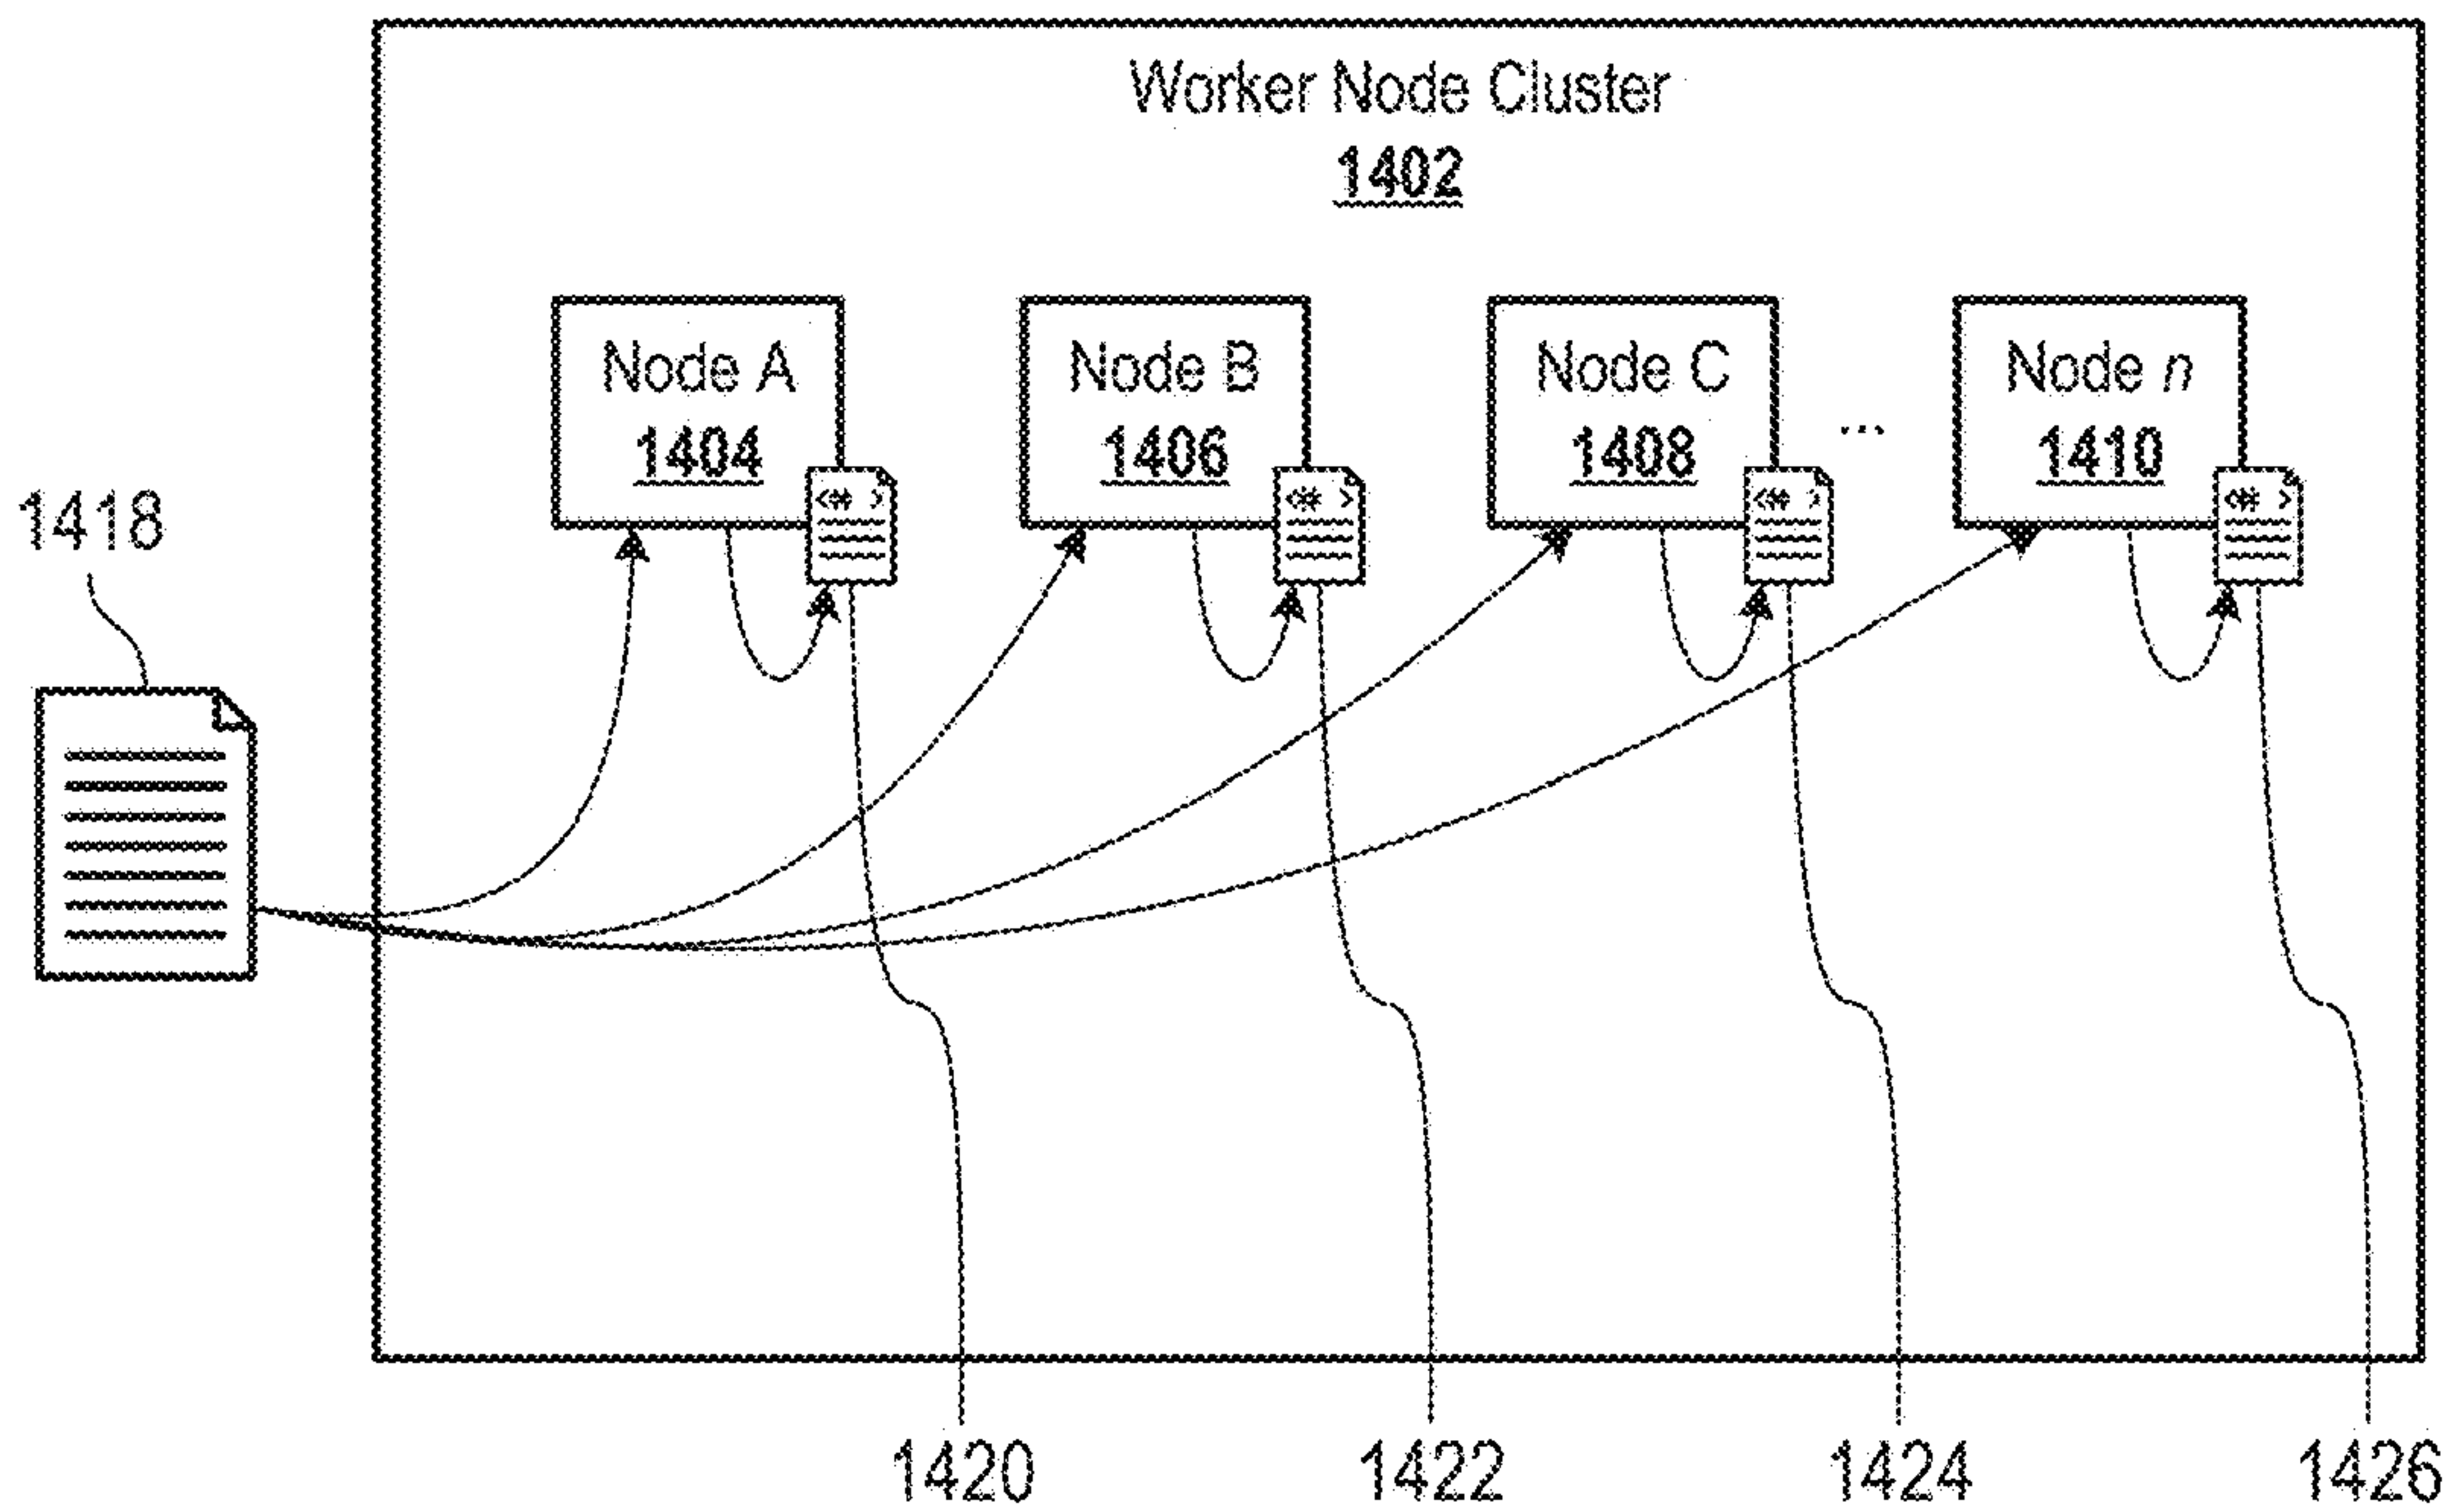 Worker Node Cluster
1402
Node A
1404
Node B
1406
Node C
1408
...
Node n
1410
1418
1420
1422
1424
1426